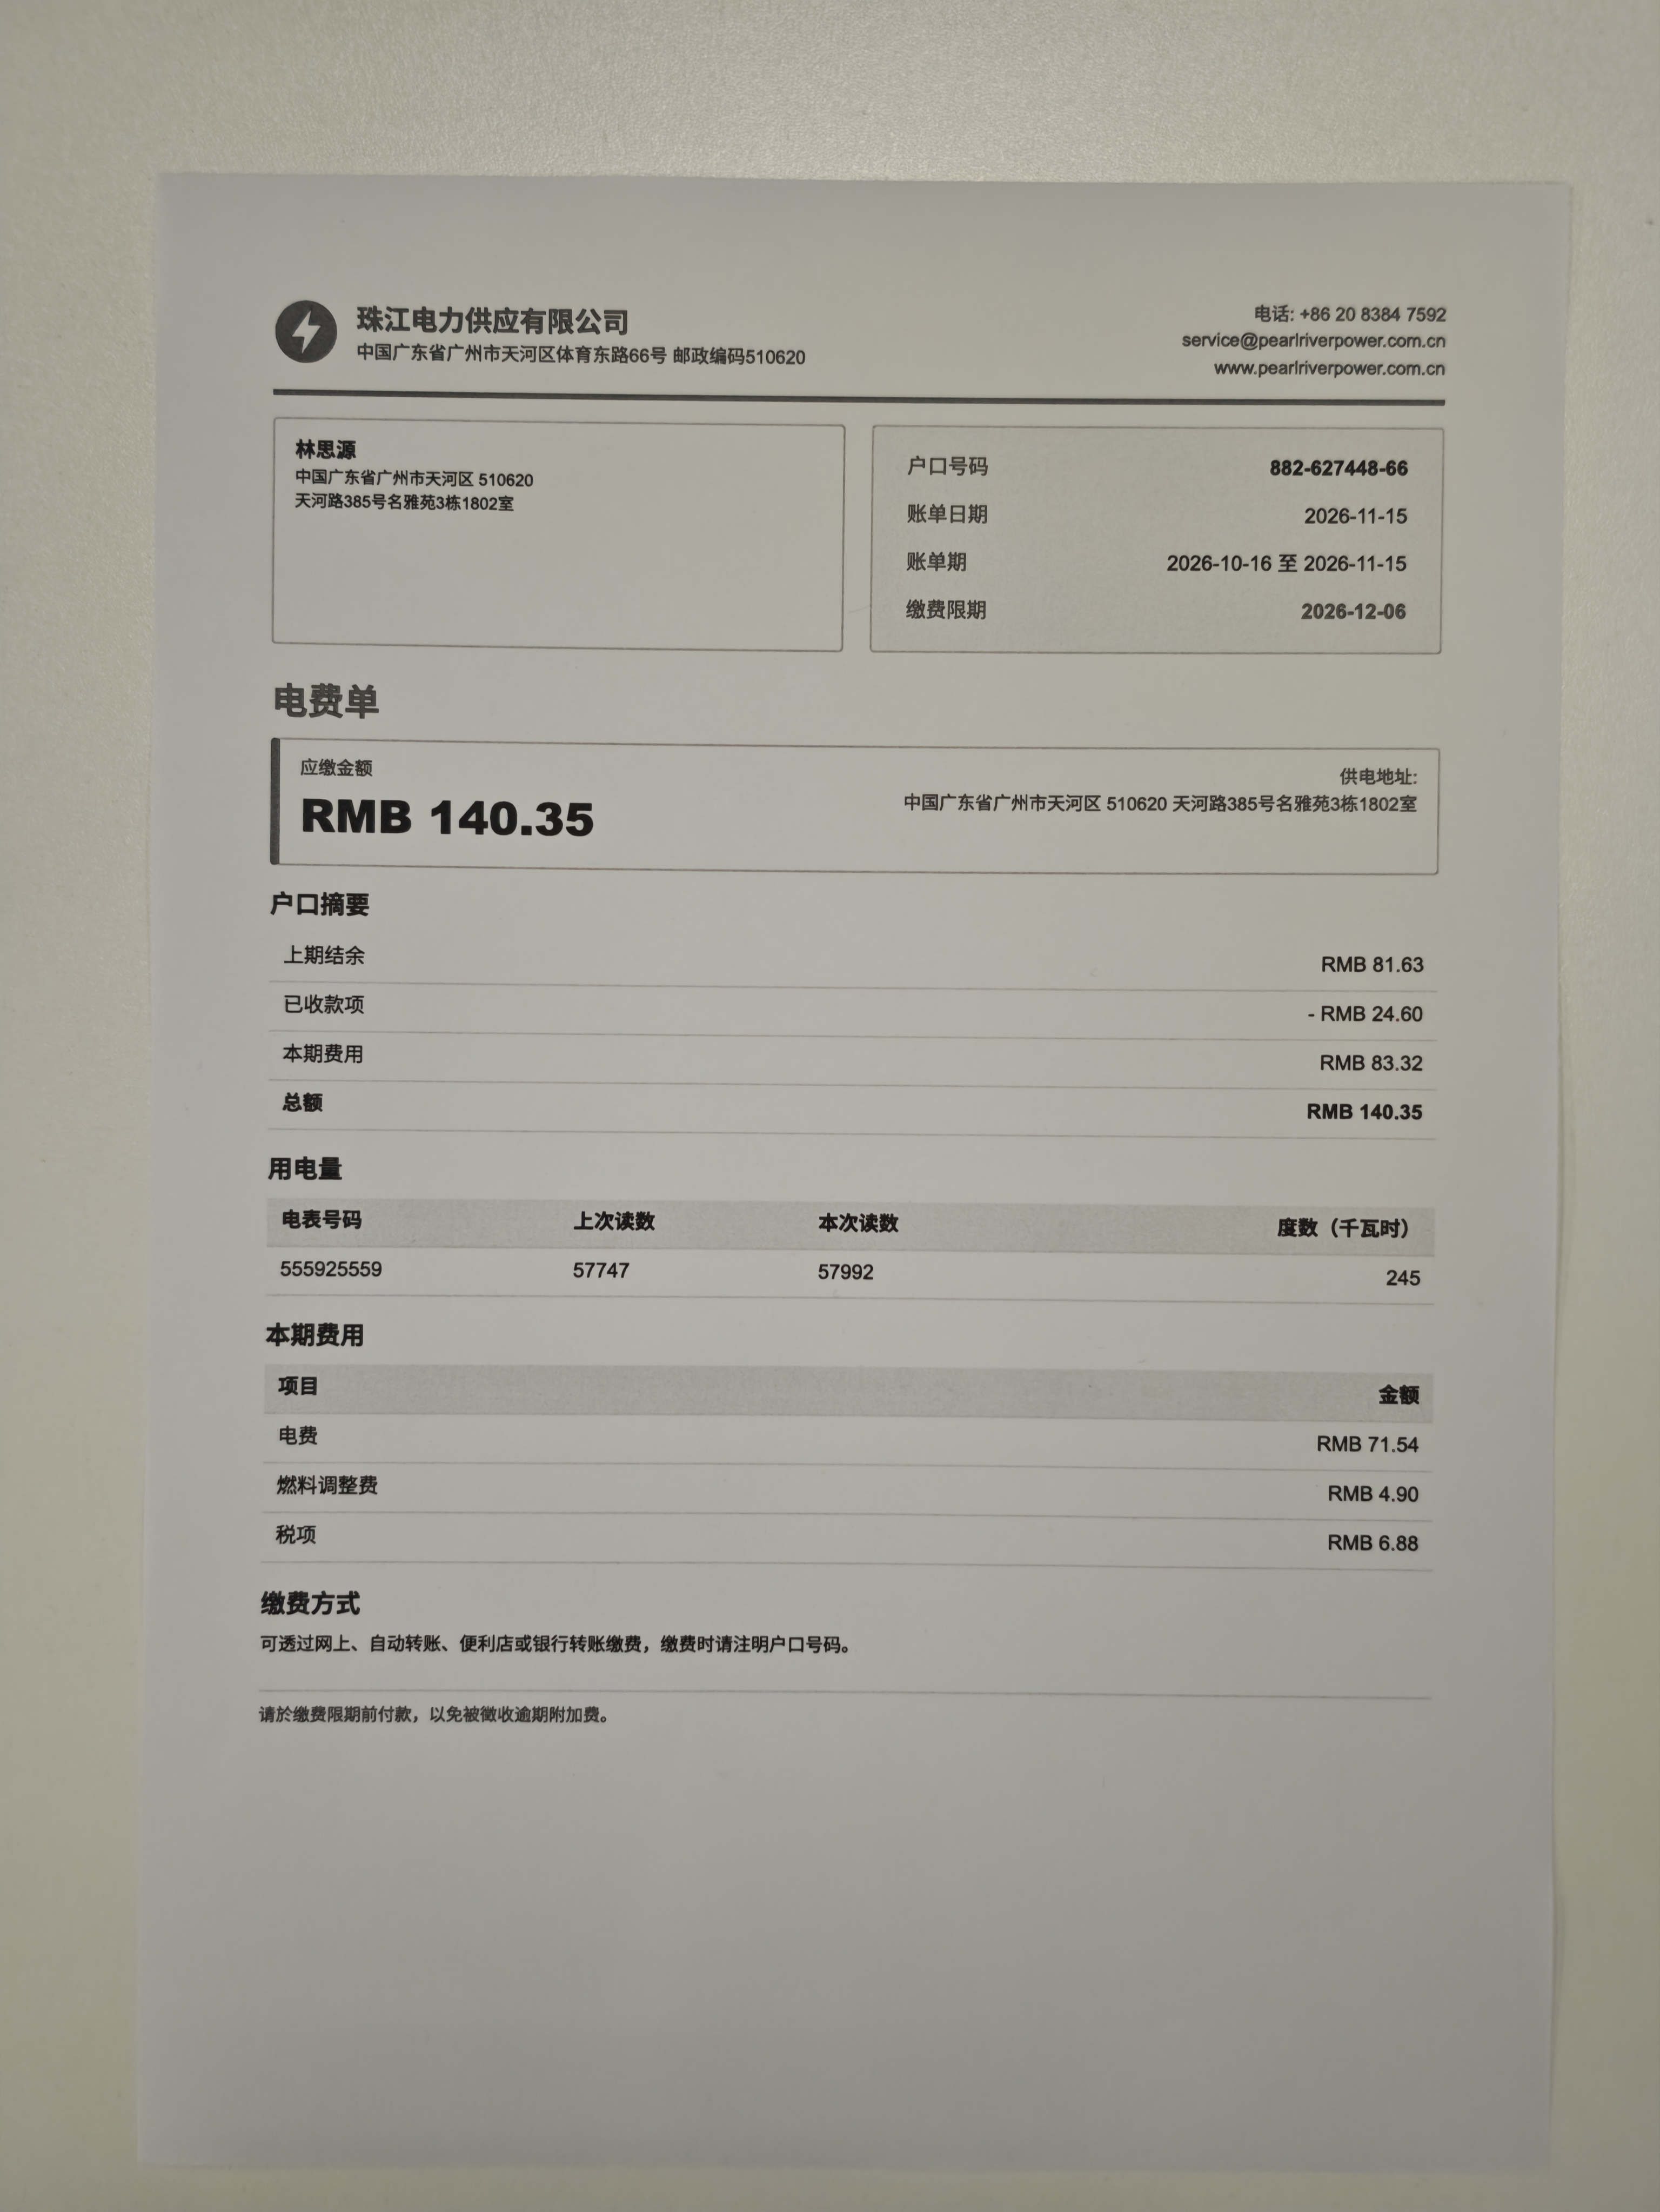 珠江电力供应有限公司
中国广东省广州市天河区体育东路66号 邮政编码510620
电话: +86 20 8384 7592
service@pearlriverpower.com.cn
www.pearlriverpower.com.cn
林思源
中国广东省广州市天河区 510620
天河路385号名雅苑3栋1802室
户口号码 882-627448-66
账单日期 2026-11-15
账单期 2026-10-16 至 2026-11-15
缴费限期 2026-12-06
电费单
应缴金额
RMB 140.35
供电地址:
中国广东省广州市天河区 510620 天河路385号名雅苑3栋1802室
户口摘要
上期结余 RMB 81.63
已收款项 - RMB 24.60
本期费用 RMB 83.32
总额 RMB 140.35
用电量
电表号码 上次读数 本次读数 度数（千瓦时）
555925559 57747 57992 245
本期费用
项目 金额
电费 RMB 71.54
燃料调整费 RMB 4.90
税项 RMB 6.88
缴费方式
可透过网上、自动转账、便利店或银行转账缴费，缴费时请注明户口号码。
请於缴费限期前付款，以免被徵收逾期附加费。